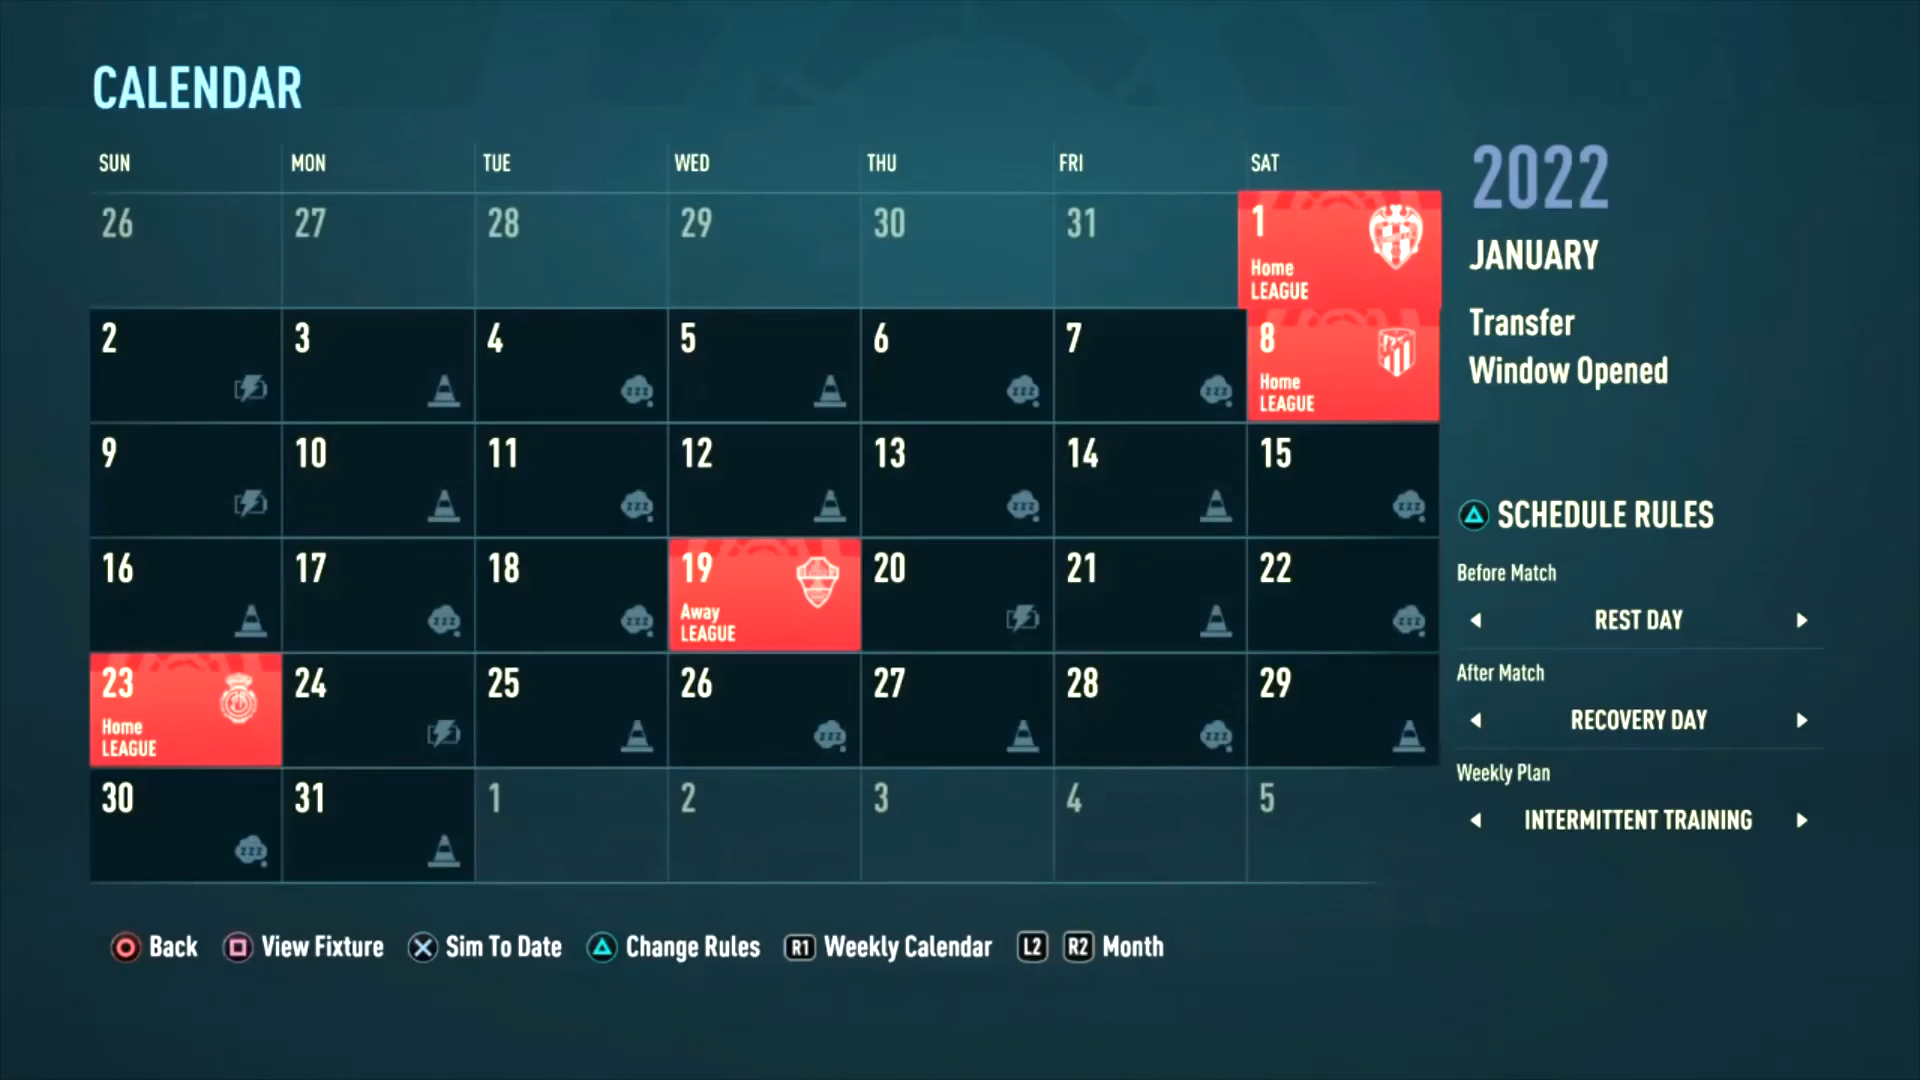 CALENDAR
SUN MON TUE WED THU FRI SAT
26 27 28 29 30 31 1
Home
LEAGUE
2 3 4 5 6 7 8
Home
LEAGUE
9 10 11 12 13 14 15
16 17 18 19 20 21 22
Away
LEAGUE
23 24 25 26 27 28 29
Home
LEAGUE
30 31 1 2 3 4 5
2022
JANUARY
Transfer
Window Opened
SCHEDULE RULES
Before Match
REST DAY
After Match
RECOVERY DAY
Weekly Plan
INTERMITTENT TRAINING
Back View Fixture Sim To Date Change Rules R1 Weekly Calendar L2 R2 Month